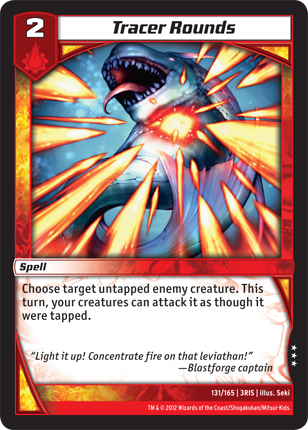 2
Tracer Rounds
Spell
Choose target untapped enemy creature. This
turn, your creatures can attack it as though it
were tapped.
"Light it up! Concentrate fire on that leviathan!"
—Blastforge captain
131/165 | 3RIS | illus. Seki
TM & © 2012 Wizards of the Coast/Shogakukan/Mitsui-Kids.